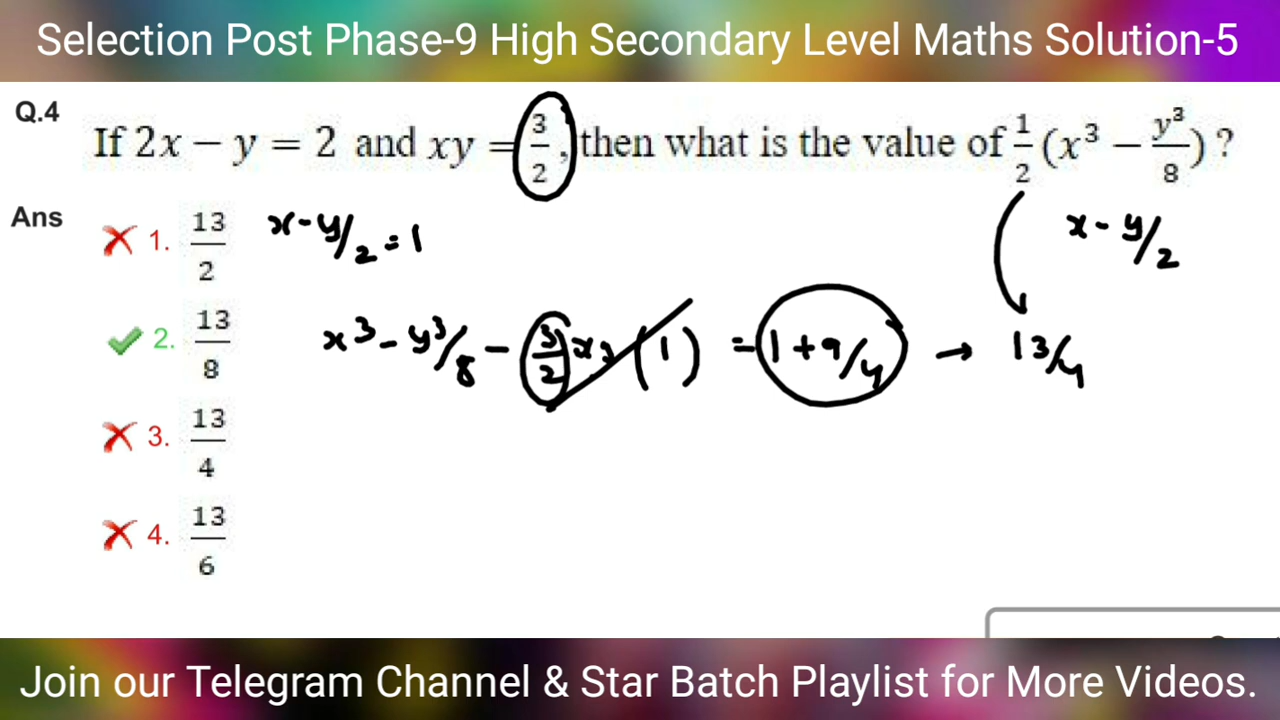 Selection Post Phase-9 High Secondary Level Maths Solution-5
Q.4
If 2x − y = 2 and xy = 3/2, then what is the value of 1/2 (x³ − y³/8) ?
Ans
1. 13/2
x - y/2 = 1
x - y/2
2. 13/8
x³ - y³/8 - 3/2 x (1) = 1 + 9/4 → 13/4
3. 13/4
4. 13/6
Join our Telegram Channel & Star Batch Playlist for More Videos.